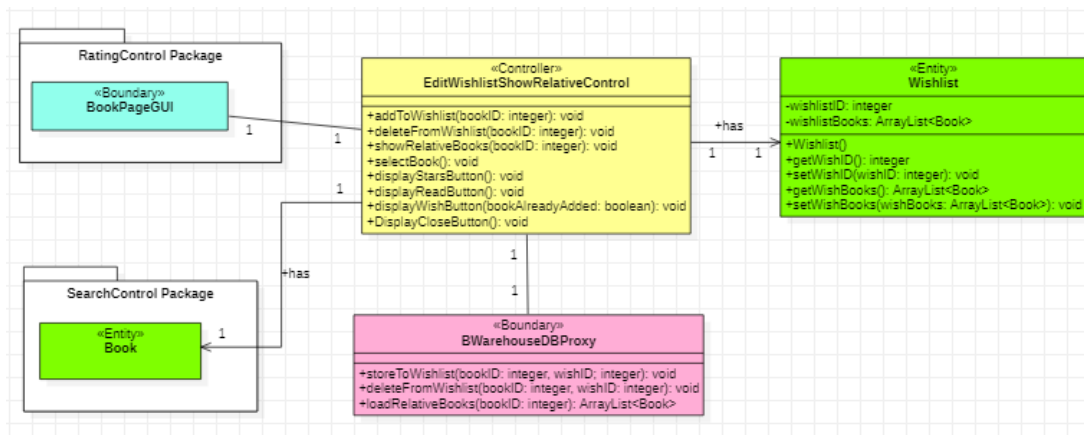 RatingControl Package
«Boundary»
BookPageGUI
1
1
«Controller»
EditWishlistShowRelativeControl
+addToWishlist(bookID: integer): void
+deleteFromWishlist(bookID: integer): void
+showRelativeBooks(bookID: integer): void
+selectBook(): void
+displayStarsButton(): void
+displayReadButton(): void
+displayWishButton(bookAlreadyAdded: boolean): void
+DisplayCloseButton(): void
+has
1
1
«Entity»
Wishlist
-wishlistID: integer
-wishlistBooks: ArrayList<Book>
+Wishlist()
+getWishID(): integer
+setWishID(wishID: integer): void
+getWishBooks(): ArrayList<Book>
+setWishBooks(wishBooks: ArrayList<Book>): void
1
+has
1
SearchControl Package
«Entity»
Book
1
1
«Boundary»
BWarehouseDBProxy
+storeToWishlist(bookID: integer, wishID; integer): void
+deleteFromWishlist(bookID: integer, wishID: integer): void
+loadRelativeBooks(bookID: integer): ArrayList<Book>